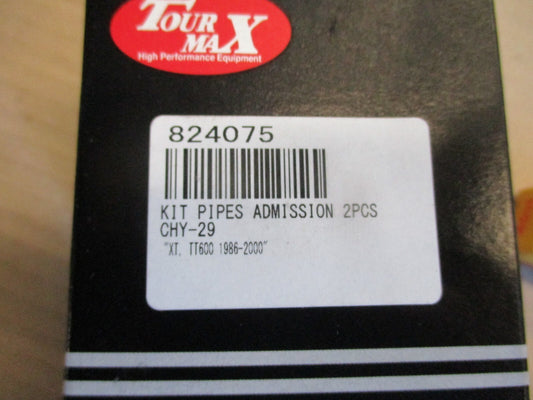 TOUR
MAX
High Performance Equipment
824075
KIT PIPES ADMISSION 2PCS
CHY-29
"XT, TT600 1986-2000"